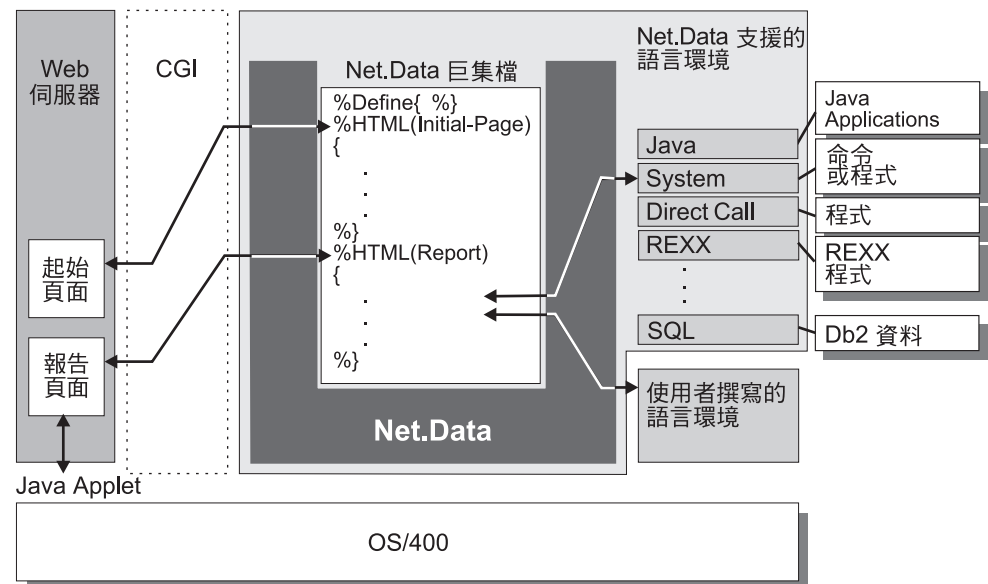 Web
伺服器
CGI
Net.Data 巨集檔
%Define{ %}
%HTML(Initial-Page)
{
.
.
.
%}
%HTML(Report)
{
.
.
.
%}
Net.Data
起始
頁面
報告
頁面
Java Applet
Net.Data 支援的
語言環境
Java
System
Direct Call
REXX
.
.
.
SQL
使用者撰寫的
語言環境
Java
Applications
命令
或程式
程式
REXX
程式
Db2 資料
OS/400